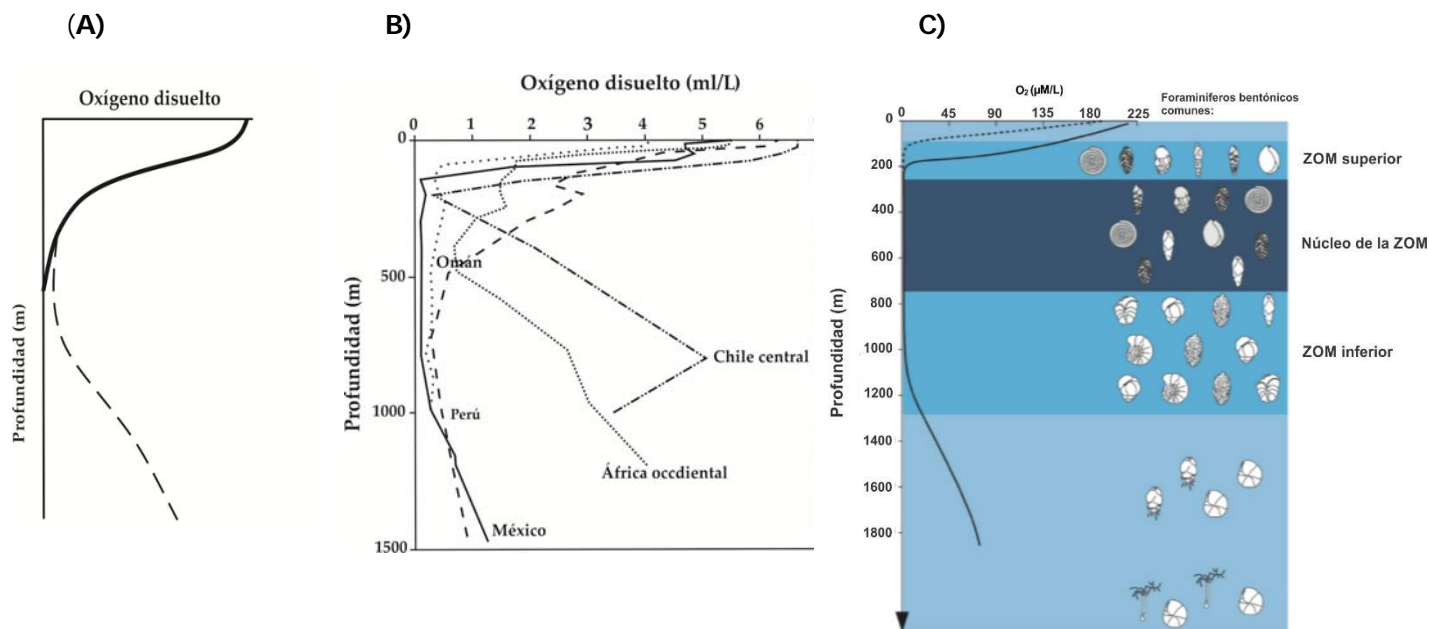 (A)
Oxígeno disuelto
Profundidad (m)
B)
Oxígeno disuelto (ml/L)
0 1 2 3 4 5 6
0
500
1000
1500
Profundidad (m)
Omán
Perú
Chile central
África occdiental
México
C)
O₂ (µM/L)
0 45 90 135 180 225
Foraminíferos bentónicos
comunes:
0
200
400
600
800
1000
1200
1400
1600
1800
Profundidad (m)
ZOM superior
Núcleo de la ZOM
ZOM inferior